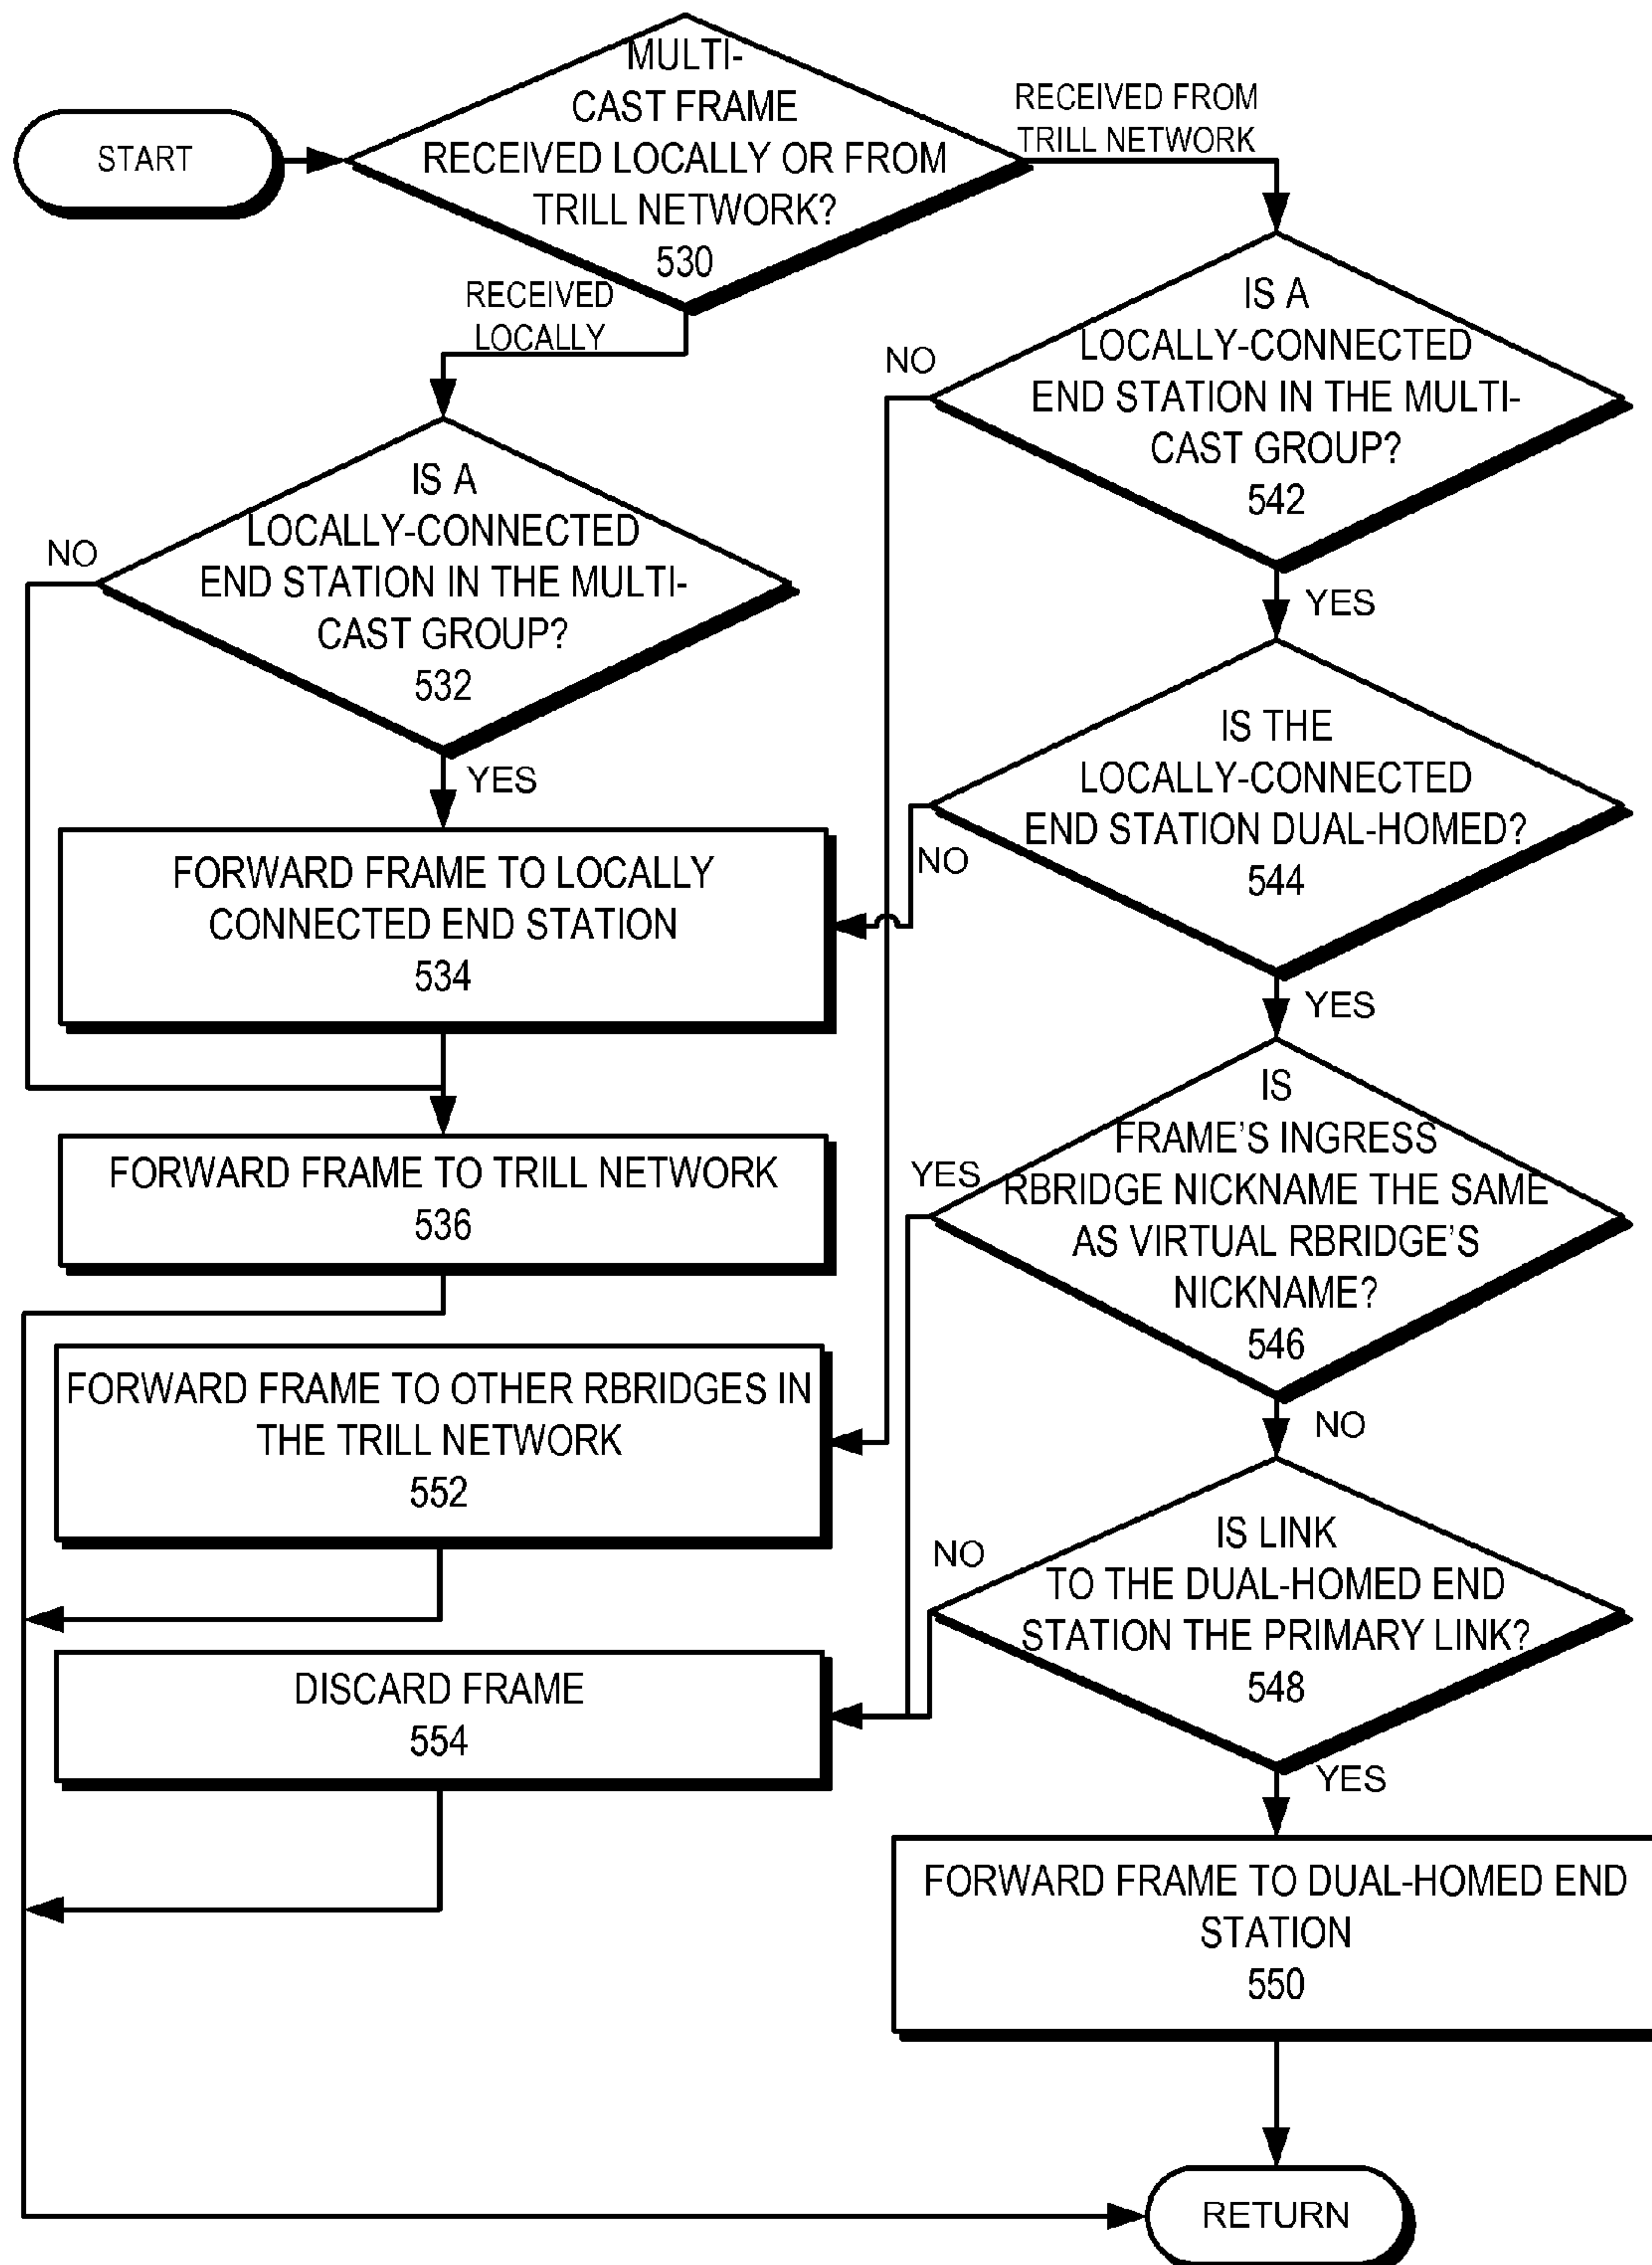 START
MULTI-
CAST FRAME
RECEIVED LOCALLY OR FROM
TRILL NETWORK?
530
RECEIVED FROM
TRILL NETWORK
RECEIVED
LOCALLY
IS A
LOCALLY-CONNECTED
END STATION IN THE MULTI-
CAST GROUP?
532
NO
YES
FORWARD FRAME TO LOCALLY
CONNECTED END STATION
534
FORWARD FRAME TO TRILL NETWORK
536
FORWARD FRAME TO OTHER RBRIDGES IN
THE TRILL NETWORK
552
DISCARD FRAME
554
IS A
LOCALLY-CONNECTED
END STATION IN THE MULTI-
CAST GROUP?
542
NO
YES
IS THE
LOCALLY-CONNECTED
END STATION DUAL-HOMED?
544
NO
YES
IS
FRAME'S INGRESS
RBRIDGE NICKNAME THE SAME
AS VIRTUAL RBRIDGE'S
NICKNAME?
546
YES
NO
IS LINK
TO THE DUAL-HOMED END
STATION THE PRIMARY LINK?
548
NO
YES
FORWARD FRAME TO DUAL-HOMED END
STATION
550
RETURN